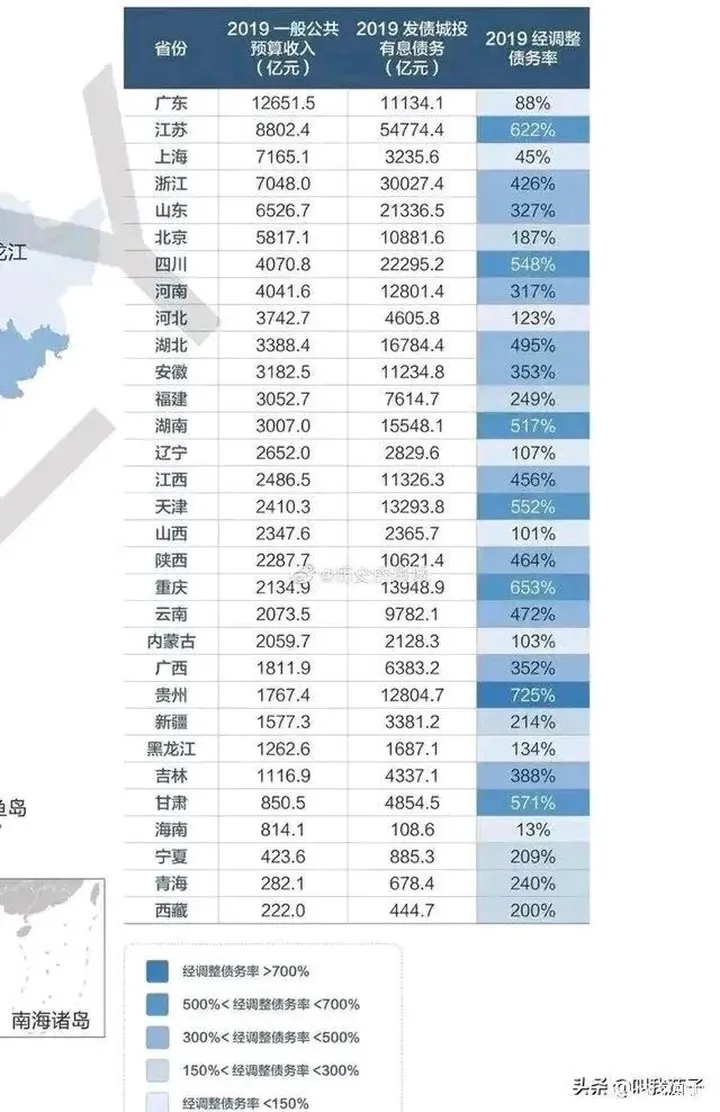 省份 2019 一般公共预算收入（亿元） 2019 发债城投有息债务（亿元） 2019 经调整债务率
广东 12651.5 11134.1 88%
江苏 8802.4 54774.4 622%
上海 7165.1 3235.6 45%
浙江 7048.0 30027.4 426%
山东 6526.7 21336.5 327%
北京 5817.1 10881.6 187%
四川 4070.8 22295.2 548%
河南 4041.6 12801.4 317%
河北 3742.7 4605.8 123%
湖北 3388.4 16784.4 495%
安徽 3182.5 11234.8 353%
福建 3052.7 7614.7 249%
湖南 3007.0 15548.1 517%
辽宁 2652.0 2829.6 107%
江西 2486.5 11326.3 456%
天津 2410.3 13293.8 552%
山西 2347.6 2365.7 101%
陕西 2287.7 10621.4 464%
重庆 2134.9 13948.9 653%
云南 2073.5 9782.1 472%
内蒙古 2059.7 2128.3 103%
广西 1811.9 6383.2 352%
贵州 1767.4 12804.7 725%
新疆 1577.3 3381.2 214%
黑龙江 1262.6 1687.1 134%
吉林 1116.9 4337.1 388%
甘肃 850.5 4854.5 571%
海南 814.1 108.6 13%
宁夏 423.6 885.3 209%
青海 282.1 678.4 240%
西藏 222.0 444.7 200%
龙江
鱼岛
南海诸岛
经调整债务率 >700%
500%< 经调整债务率 <700%
300%< 经调整债务率 <500%
150%< 经调整债务率 <300%
经调整债务率 <150%
头条 @叫我茄子